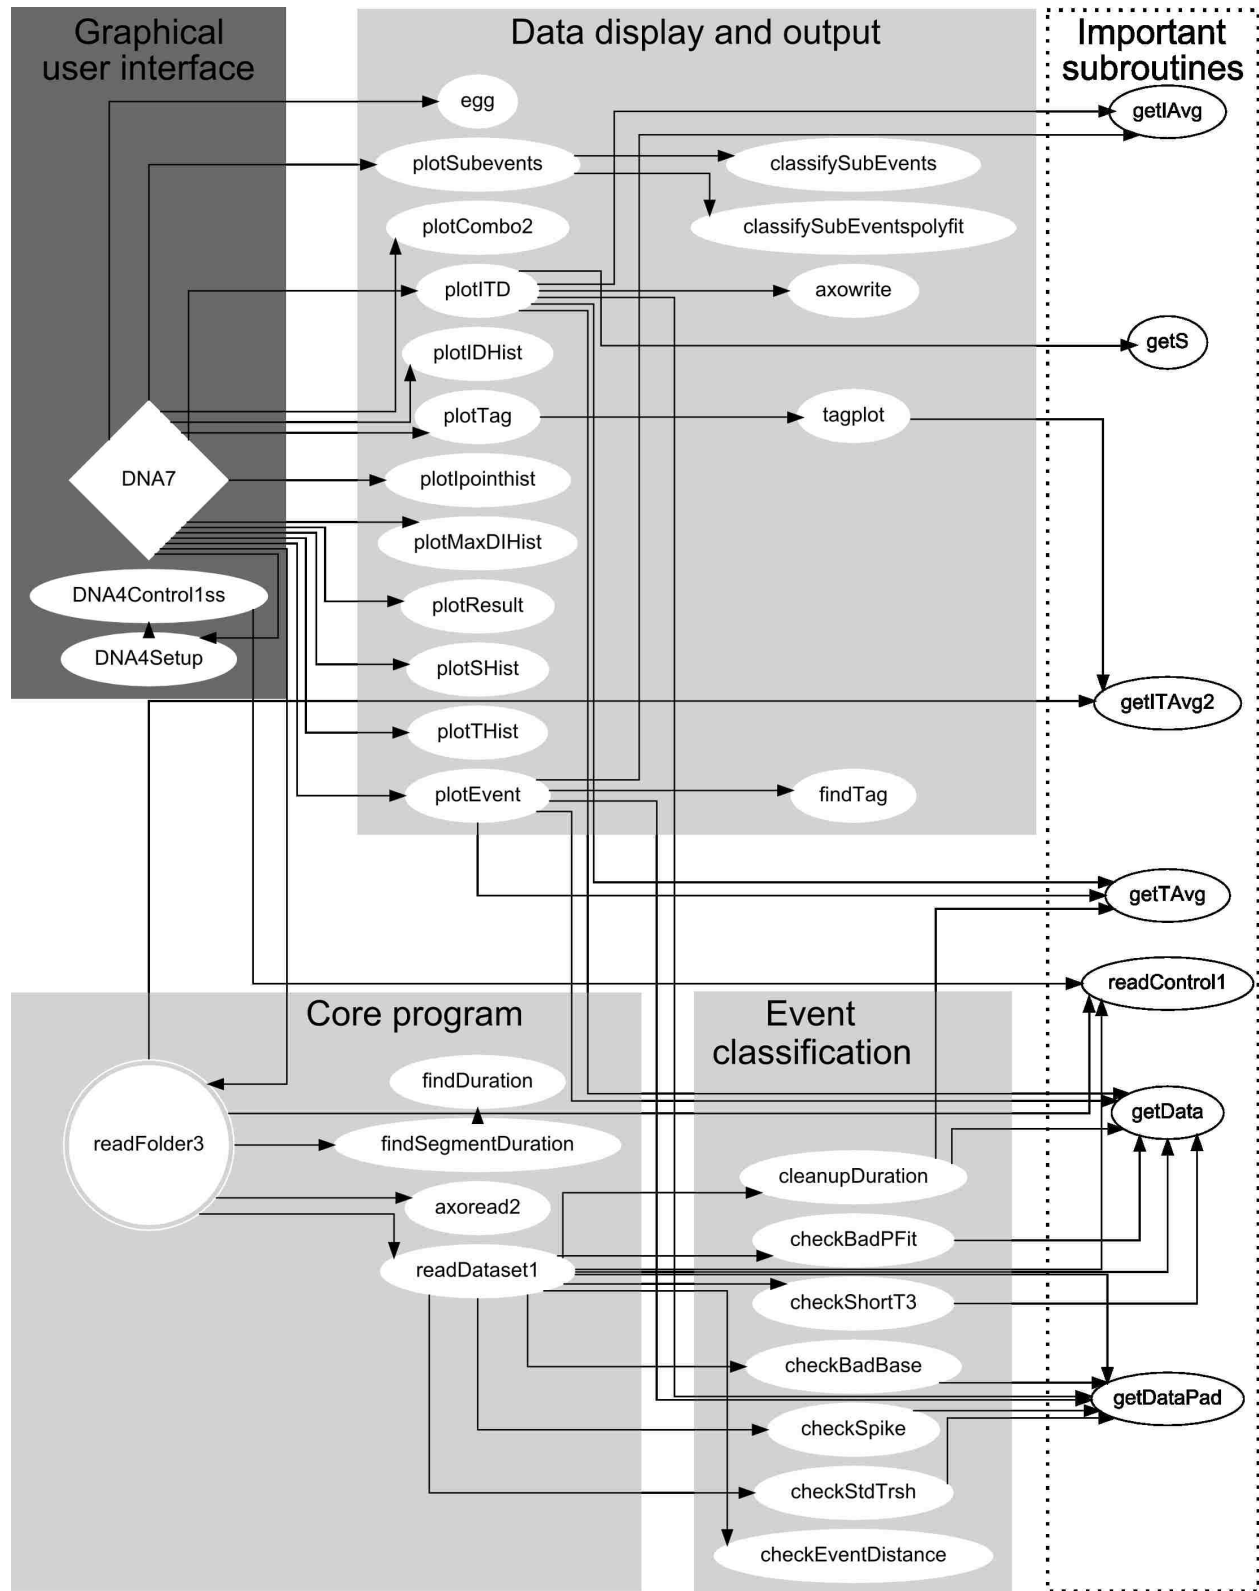 Graphical
user interface
Data display and output
Important
subroutines
egg
getIAvg
plotSubevents
classifySubEvents
plotCombo2
classifySubEventspolyfit
plotITD
axowrite
getS
plotIDHist
plotTag
tagplot
DNA7
plotIpointhist
plotMaxDIHist
DNA4Control1ss
plotResult
DNA4Setup
plotSHist
getITAvg2
plotTHist
plotEvent
findTag
getTAvg
readControl1
Core program
Event
classification
findDuration
getData
readFolder3
findSegmentDuration
cleanupDuration
axoread2
checkBadPFit
readDataset1
checkShortT3
checkBadBase
getDataPad
checkSpike
checkStdTrsh
checkEventDistance